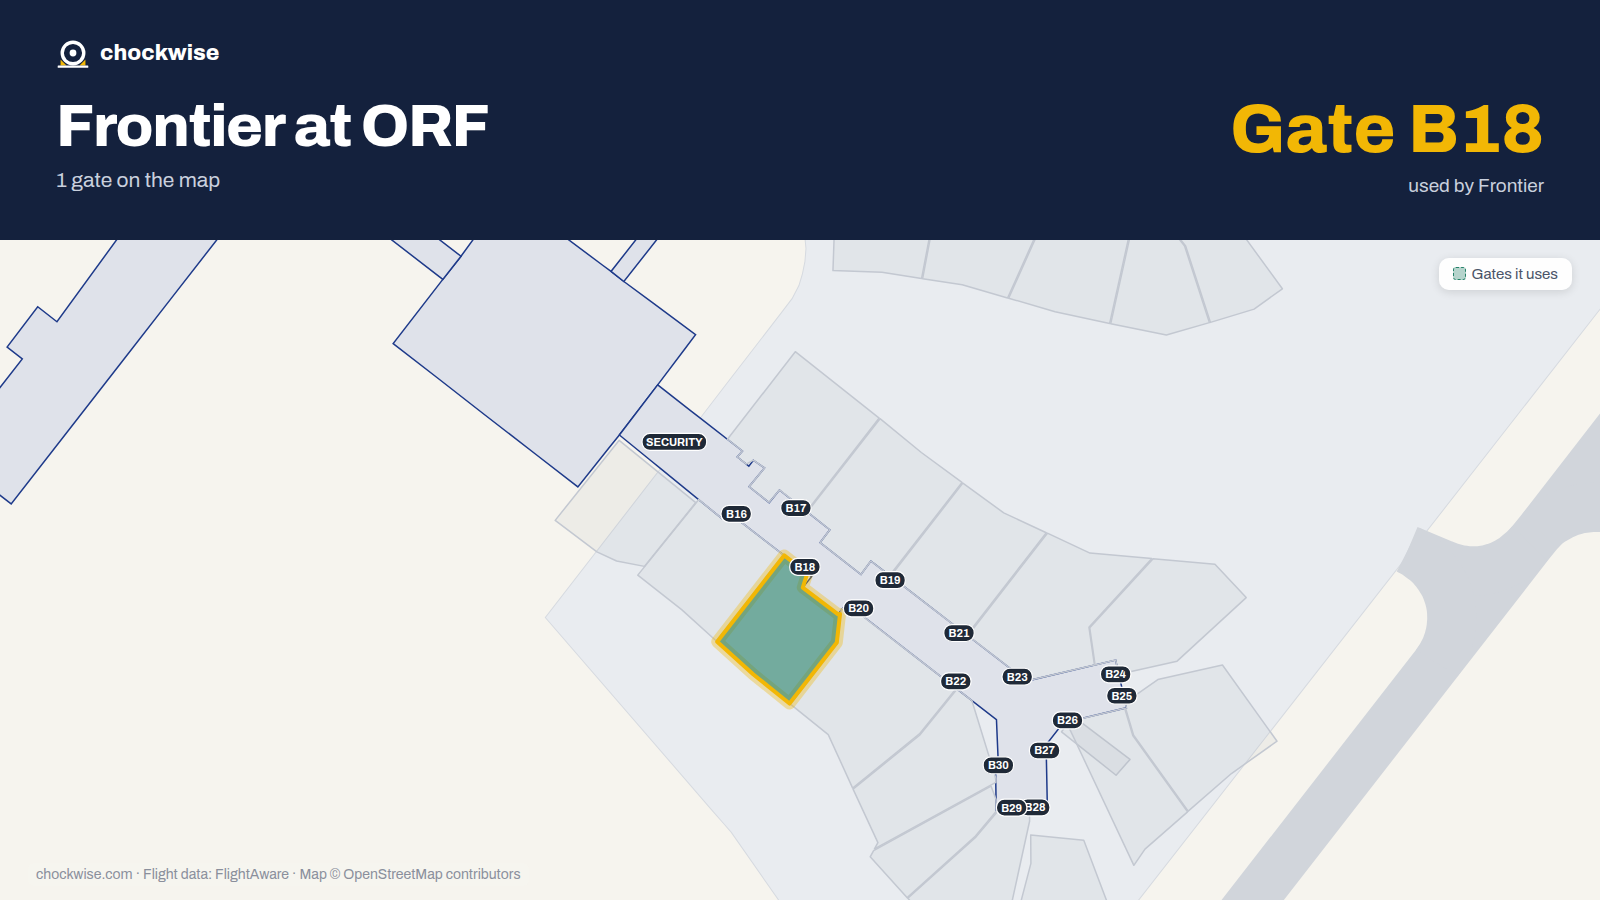 chockwise
Frontier at ORF
1 gate on the map
Gate B18
used by Frontier
Gates it uses
SECURITY
B16
B17
B18
B19
B20
B21
B22
B23
B24
B25
B26
B27
B30
B29
B28
chockwise.com · Flight data: FlightAware · Map © OpenStreetMap contributors